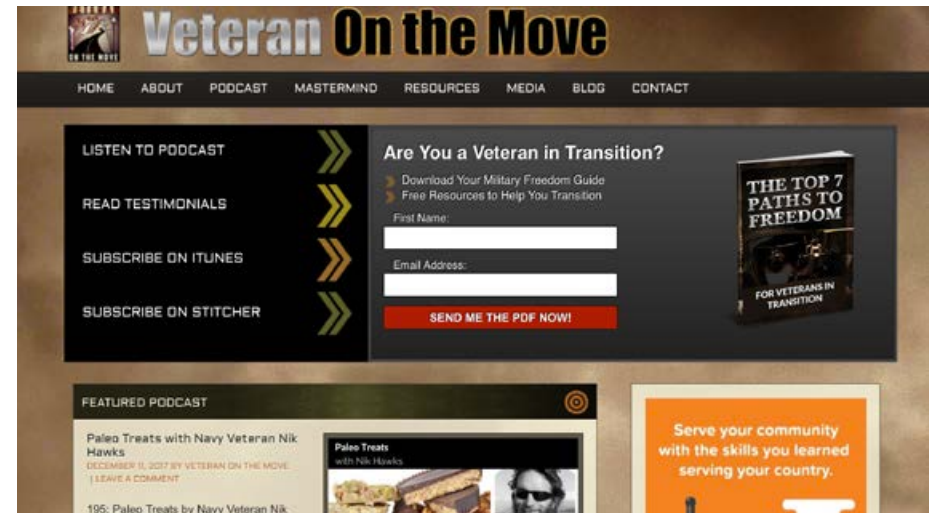 ON THE MOVE
Veteran On the Move
HOME ABOUT PODCAST MASTERMIND RESOURCES MEDIA BLOG CONTACT
LISTEN TO PODCAST
READ TESTIMONIALS
SUBSCRIBE ON ITUNES
SUBSCRIBE ON STITCHER
Are You a Veteran in Transition?
Download Your Military Freedom Guide
Free Resources to Help You Transition
First Name:
Email Address:
SEND ME THE PDF NOW!
THE TOP 7
PATHS TO
FREEDOM
FOR VETERANS IN
TRANSITION
FEATURED PODCAST
Paleo Treats with Navy Veteran Nik
Hawks
DECEMBER 11, 2017 BY VETERAN ON THE MOVE
| LEAVE A COMMENT
195: Paleo Treats by Navy Veteran Nik
Paleo Treats
with Nik Hawks
Serve your community
with the skills you learned
serving your country.